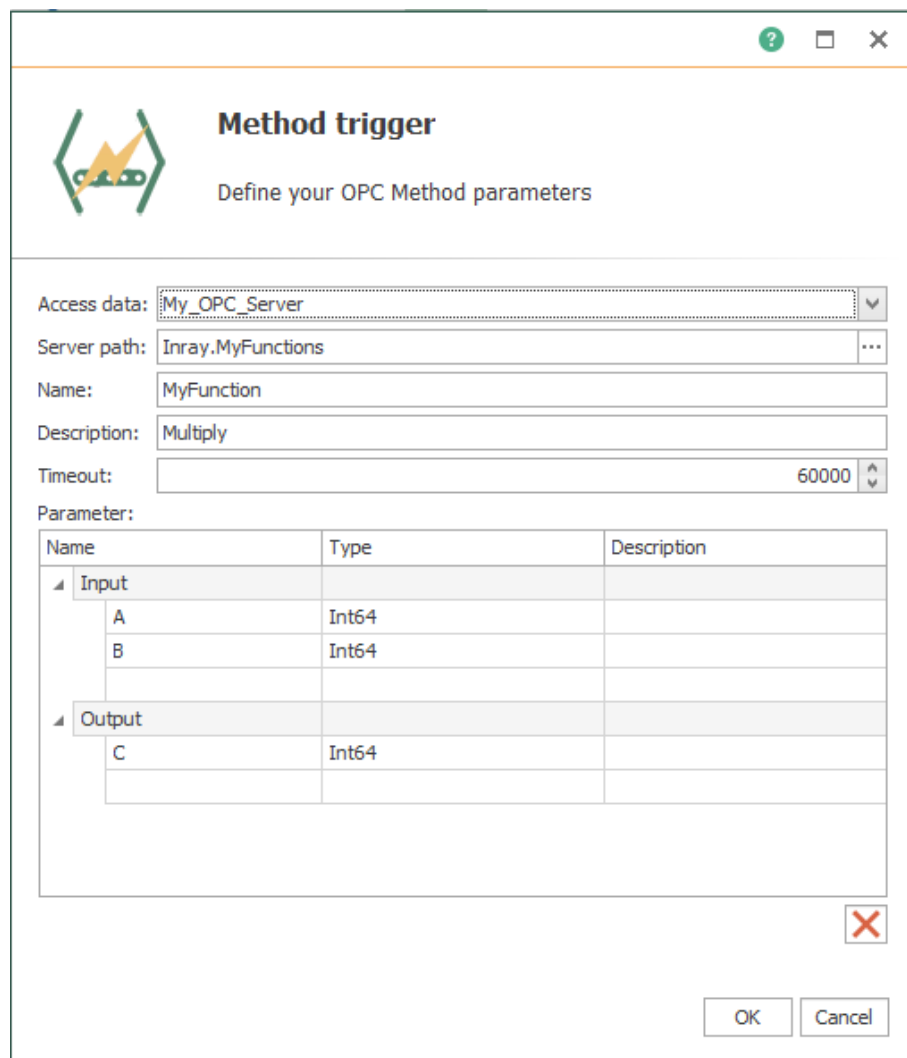 ?
Method trigger
Define your OPC Method parameters
Access data: My_OPC_Server
Server path: Inray.MyFunctions ...
Name: MyFunction
Description: Multiply
Timeout: 60000
Parameter:
Name Type Description
Input
A Int64
B Int64
Output
C Int64
OK Cancel